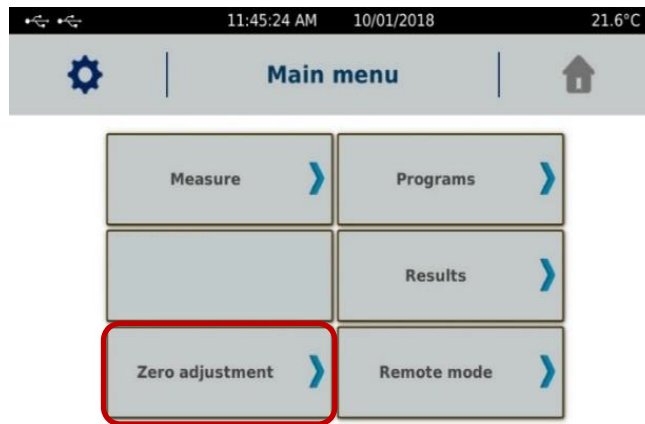 11:45:24 AM 10/01/2018 21.6°C
Main menu
Measure Programs
Results
Zero adjustment Remote mode